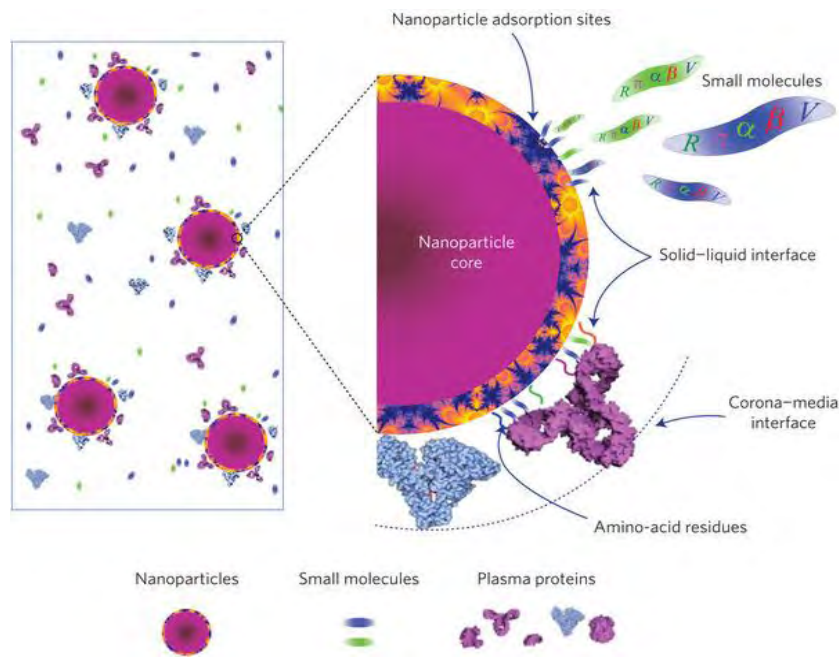 Nanoparticle adsorption sites
Small molecules
R π α β V
R π α β V
R π α β V
R α β V
Nanoparticle
core
Solid–liquid interface
Corona–media
interface
Amino-acid residues
Nanoparticles
Small molecules
Plasma proteins